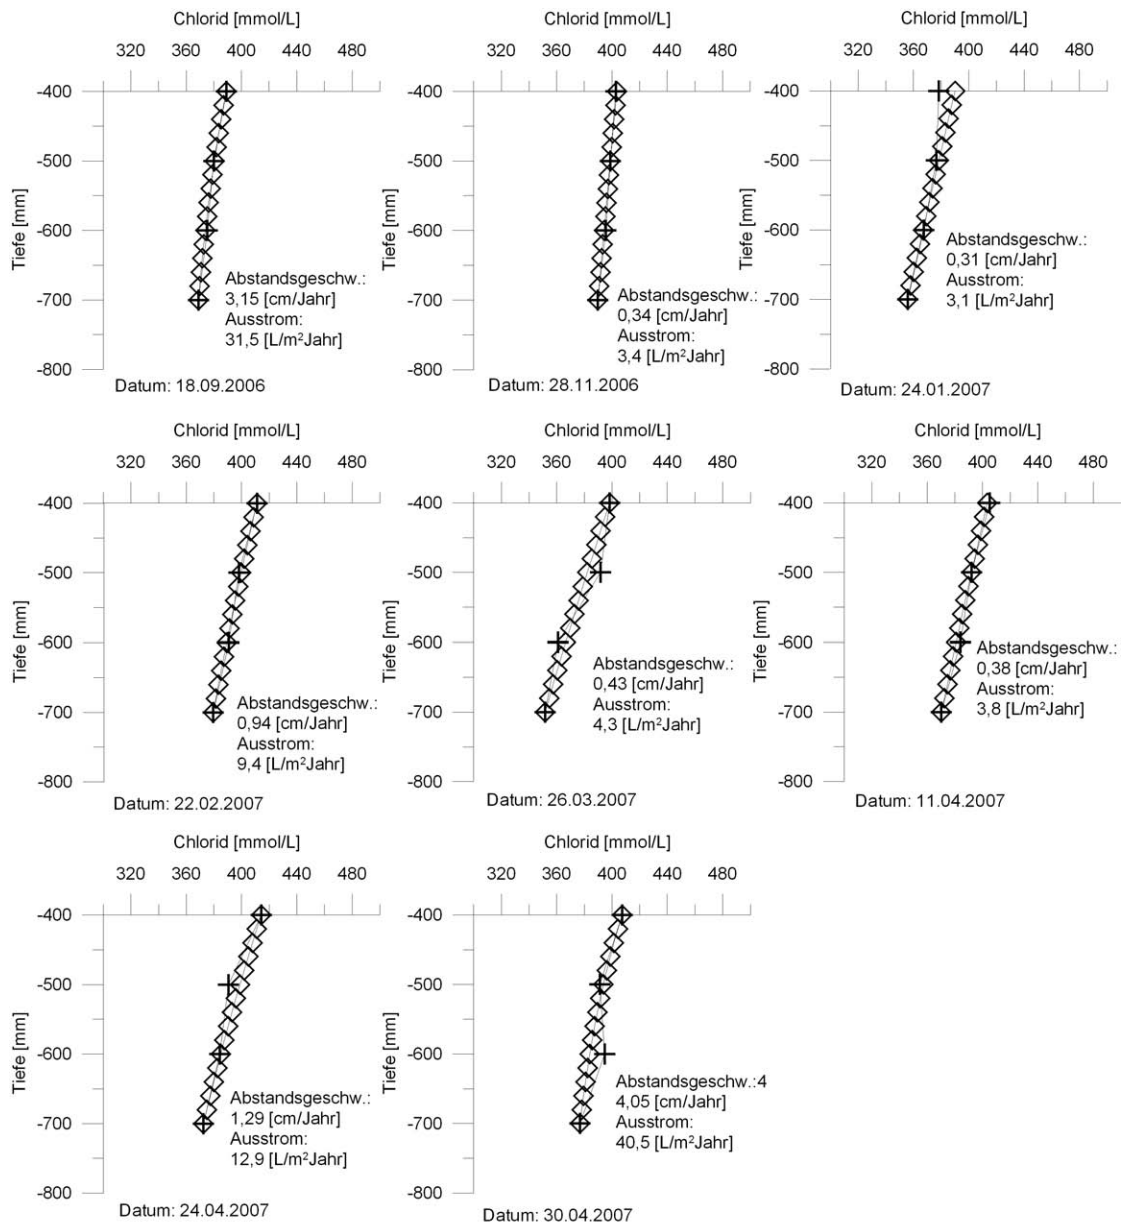 Chlorid [mmol/L]
320 360 400 440 480
-400
-500
-600
-700
-800
Tiefe [mm]
Abstandsgeschw.:
3,15 [cm/Jahr]
Ausstrom:
31,5 [L/m²Jahr]
Datum: 18.09.2006
Chlorid [mmol/L]
320 360 400 440 480
-400
-500
-600
-700
-800
Tiefe [mm]
Abstandsgeschw.:
0,34 [cm/Jahr]
Ausstrom:
3,4 [L/m²Jahr]
Datum: 28.11.2006
Chlorid [mmol/L]
320 360 400 440 480
-400
-500
-600
-700
-800
Tiefe [mm]
Abstandsgeschw.:
0,31 [cm/Jahr]
Ausstrom:
3,1 [L/m²Jahr]
Datum: 24.01.2007
Chlorid [mmol/L]
320 360 400 440 480
-400
-500
-600
-700
-800
Tiefe [mm]
Abstandsgeschw.:
0,94 [cm/Jahr]
Ausstrom:
9,4 [L/m²Jahr]
Datum: 22.02.2007
Chlorid [mmol/L]
320 360 400 440 480
-400
-500
-600
-700
-800
Tiefe [mm]
Abstandsgeschw.:
0,43 [cm/Jahr]
Ausstrom:
4,3 [L/m²Jahr]
Datum: 26.03.2007
Chlorid [mmol/L]
320 360 400 440 480
-400
-500
-600
-700
-800
Tiefe [mm]
Abstandsgeschw.:
0,38 [cm/Jahr]
Ausstrom:
3,8 [L/m²Jahr]
Datum: 11.04.2007
Chlorid [mmol/L]
320 360 400 440 480
-400
-500
-600
-700
-800
Tiefe [mm]
Abstandsgeschw.:
1,29 [cm/Jahr]
Ausstrom:
12,9 [L/m²Jahr]
Datum: 24.04.2007
Chlorid [mmol/L]
320 360 400 440 480
-400
-500
-600
-700
-800
Tiefe [mm]
Abstandsgeschw.:4
4,05 [cm/Jahr]
Ausstrom:
40,5 [L/m²Jahr]
Datum: 30.04.2007